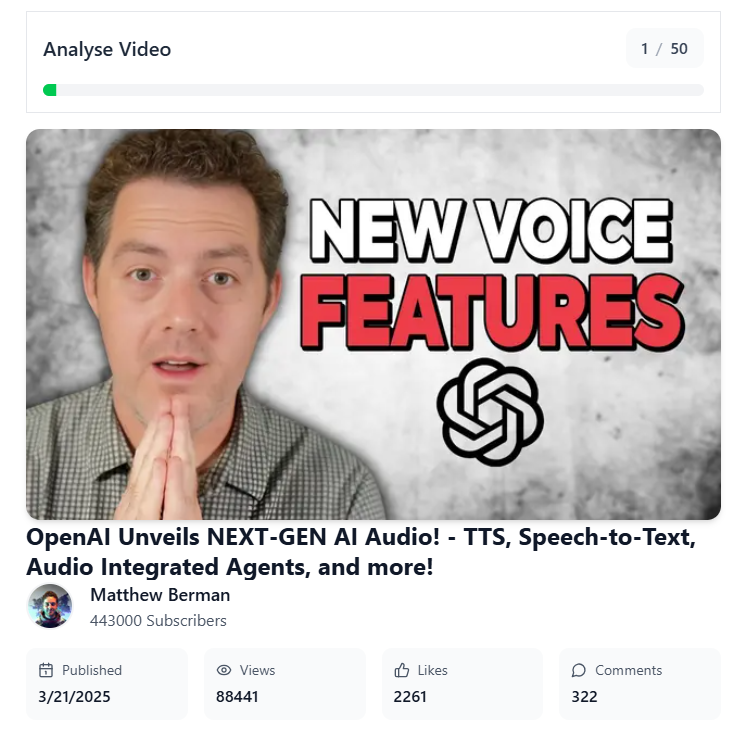 Analyse Video
1 / 50
NEW VOICE
FEATURES
OpenAI Unveils NEXT-GEN AI Audio! - TTS, Speech-to-Text,
Audio Integrated Agents, and more!
Matthew Berman
443000 Subscribers
Published
3/21/2025
Views
88441
Likes
2261
Comments
322